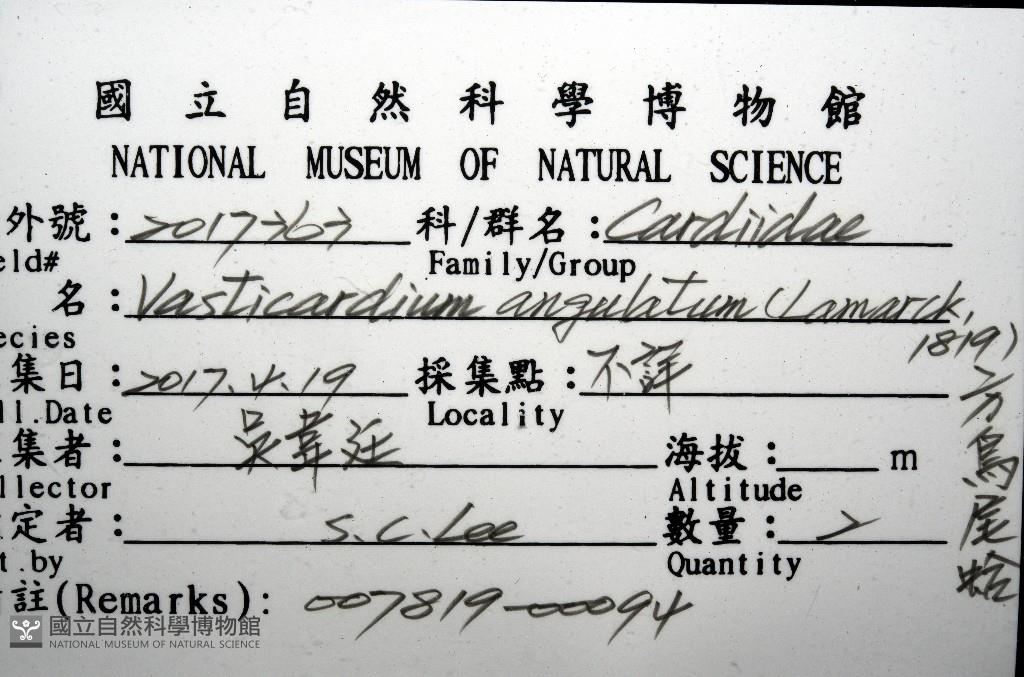 國立自然科學博物館
NATIONAL MUSEUM OF NATURAL SCIENCE
外號：2017263 科/群名：Cardiidae
eld# Family/Group
名：Vasticardium angulatum (Lamarck, 1819)
ecies
集日：2017.4.19 採集點：不詳
ll.Date Locality
集者：吳韋廷 海拔： m
llector Altitude
定者：S.C.Lee 數量：2
t.by Quantity
註(Remarks): 007819-00094
方鳥尾蛤
國立自然科學博物館
NATIONAL MUSEUM OF NATURAL SCIENCE